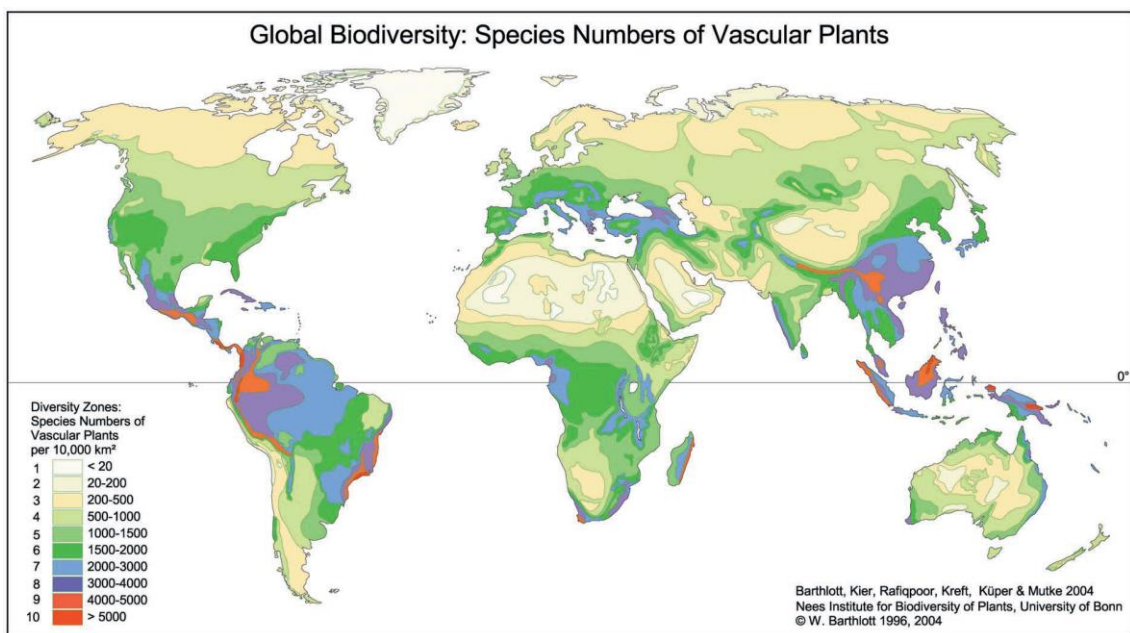 Global Biodiversity: Species Numbers of Vascular Plants
0°
Diversity Zones:
Species Numbers of
Vascular Plants
per 10,000 km²
1 < 20
2 20-200
3 200-500
4 500-1000
5 1000-1500
6 1500-2000
7 2000-3000
8 3000-4000
9 4000-5000
10 > 5000
Barthlott, Kier, Rafiqpoor, Kreft, Küper & Mutke 2004
Nees Institute for Biodiversity of Plants, University of Bonn
© W. Barthlott 1996, 2004